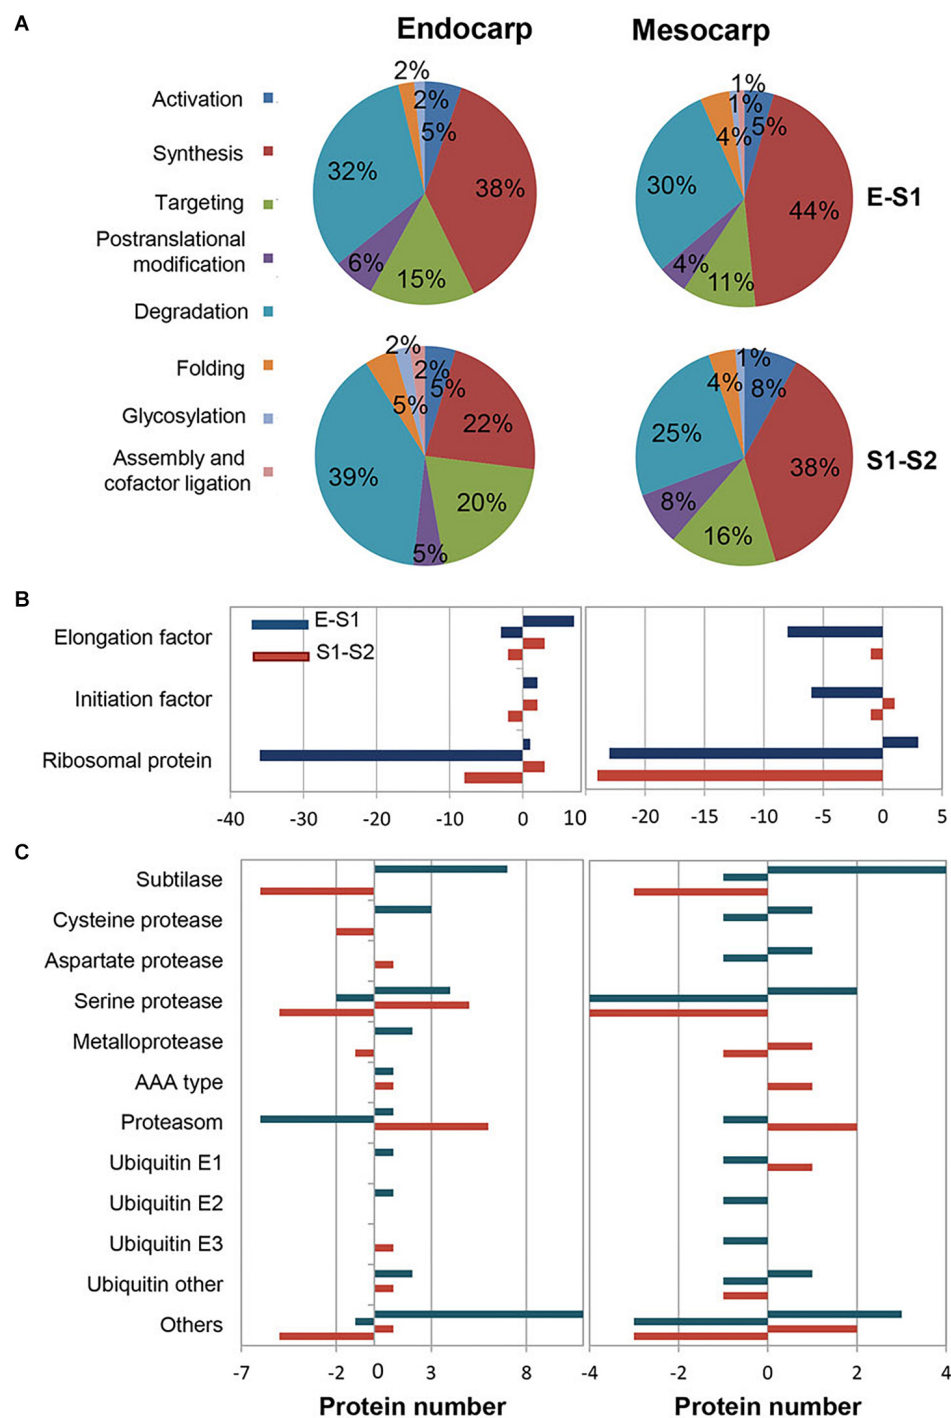 A
Endocarp
Mesocarp
Activation
Synthesis
Targeting
Postranslational
modification
Degradation
Folding
Glycosylation
Assembly and
cofactor ligation
2%
2%
5%
38%
15%
6%
32%
1%
1%
5%
44%
11%
4%
30%
4%
E-S1
2%
2%
5%
22%
20%
5%
39%
5%
1%
8%
38%
16%
8%
25%
4%
S1-S2
B
E-S1
S1-S2
Elongation factor
Initiation factor
Ribosomal protein
-40 -30 -20 -10 0 10
-20 -15 -10 -5 0 5
C
Subtilase
Cysteine protease
Aspartate protease
Serine protease
Metalloprotease
AAA type
Proteasom
Ubiquitin E1
Ubiquitin E2
Ubiquitin E3
Ubiquitin other
Others
-7 -2 0 3 8
-4 -2 0 2 4
Protein number
Protein number